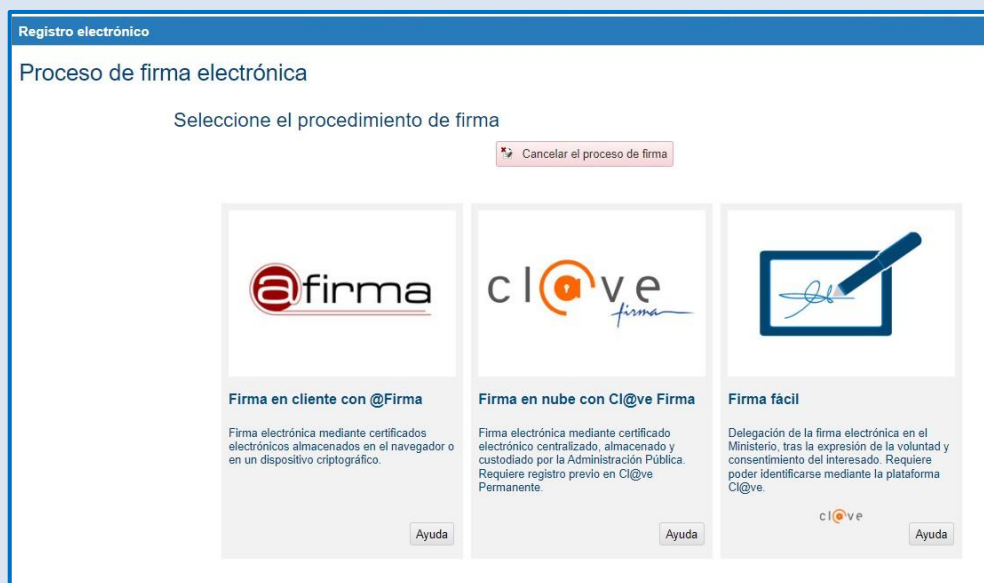 Registro electrónico
Proceso de firma electrónica
Seleccione el procedimiento de firma
Cancelar el proceso de firma
@firma
cl@ve
firma
Firma en cliente con @Firma
Firma electrónica mediante certificados
electrónicos almacenados en el navegador o
en un dispositivo criptográfico.
Ayuda
Firma en nube con Cl@ve Firma
Firma electrónica mediante certificado
electrónico centralizado, almacenado y
custodiado por la Administración Pública.
Requiere registro previo en Cl@ve
Permanente.
Ayuda
Firma fácil
Delegación de la firma electrónica en el
Ministerio, tras la expresión de la voluntad y
consentimiento del interesado. Requiere
poder identificarse mediante la plataforma
Cl@ve.
cl@ve
Ayuda